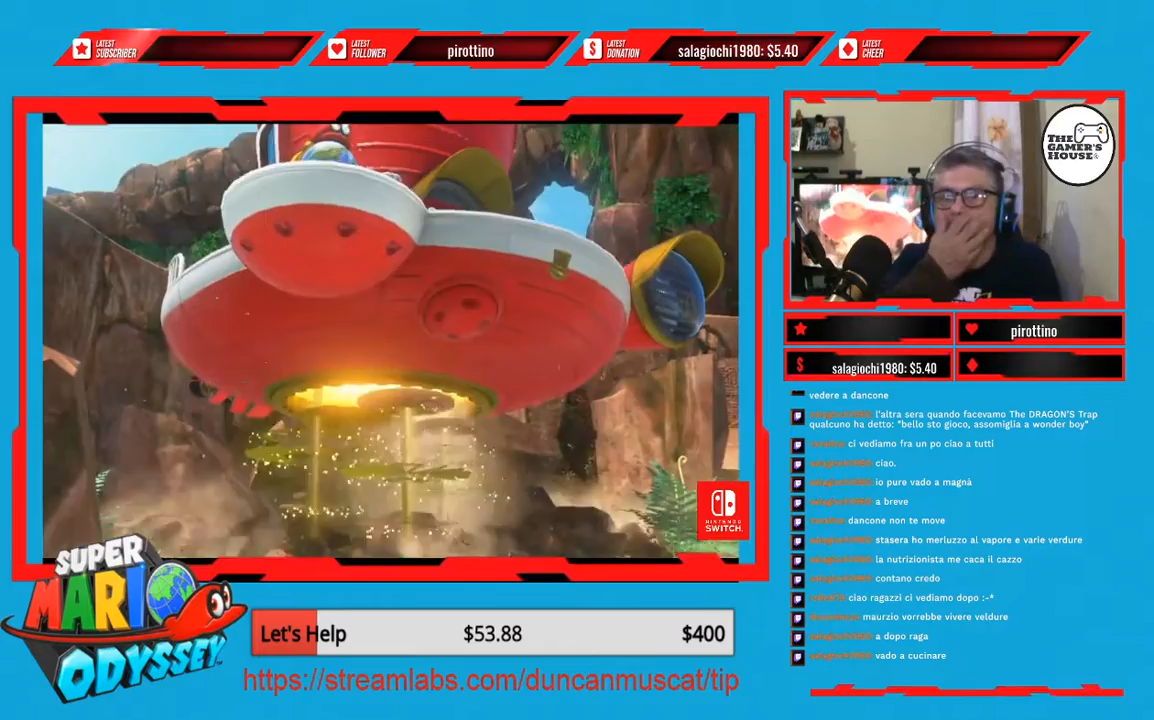 LATEST
SUBSCRIBER
LATEST
FOLLOWER
pirottino
LATEST
DONATION
salagiochi1980: $5.40
LATEST
CHEER
THE
GAMER'S
HOUSE
pirottino
salagiochi1980: $5.40
vedere a dancone
l'altra sera quando facevamo The DRAGON'S Trap
qualcuno ha detto: "bello sto gioco, assomiglia a wonder boy"
ci vediamo fra un po ciao a tutti
ciao.
io pure vado a magnà
a breve
dancone non te move
stasera ho merluzzo al vapore e varie verdure
la nutrizionista me caca il cazzo
contano credo
ciao ragazzi ci vediamo dopo :-*
maurzio vorrebbe vivere veldure
a dopo raga
vado a cucinare
NINTENDO
SWITCH.
SUPER
MARIO
ODYSSEY
Let's Help $53.88 $400
https://streamlabs.com/duncanmuscat/tip